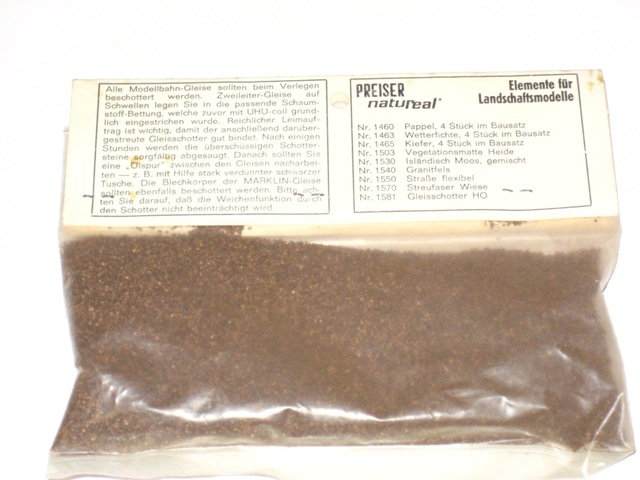 Alle Modellbahn-Gleise sollten beim Verlegen
beschottert werden. Zweileiter-Gleise auf
Schwellen legen Sie in die passende Schaum-
stoff-Bettung, welche zuvor mit UHU-coll gründ-
lich eingestrichen wurde. Reichlicher Leimauf-
trag ist wichtig, damit der anschließend darüber-
gestreute Gleisschotter gut bindet. Nach einigen
Stunden werden die überschüssigen Schotter-
steine sorgfältig abgesaugt. Danach sollten Sie
eine „Ölspur" zwischen den Gleisen nacharbei-
ten — z. B. mit Hilfe stark verdünnter schwarzer
Tusche. Die Blechkörper der MÄRKLIN-Gleise
sollten ebenfalls beschottert werden. Bitte ach-
ten Sie darauf, daß die Weichenfunktion durch
den Schotter nicht beeinträchtigt wird.
PREISER
natureal®
Elemente für
Landschaftsmodelle
Nr. 1460 Pappel, 4 Stück im Bausatz
Nr. 1463 Wetterfichte, 4 Stück im Bausatz
Nr. 1465 Kiefer, 4 Stück im Bausatz
Nr. 1503 Vegetationsmatte Heide
Nr. 1530 Isländisch Moos, gemischt
Nr. 1540 Granitfels
Nr. 1550 Straße flexibel
Nr. 1570 Streufaser Wiese
Nr. 1581 Gleisschotter HO